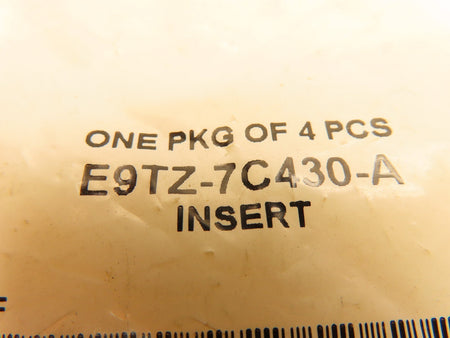 ONE PKG OF 4 PCS
E9TZ-7C430-A
INSERT
F